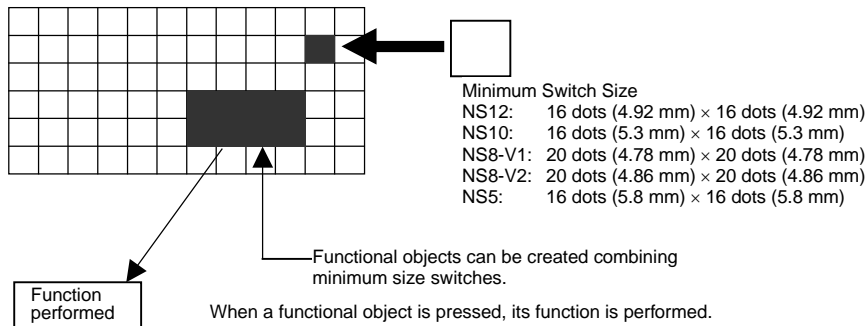 Minimum Switch Size
NS12: 16 dots (4.92 mm) × 16 dots (4.92 mm)
NS10: 16 dots (5.3 mm) × 16 dots (5.3 mm)
NS8-V1: 20 dots (4.78 mm) × 20 dots (4.78 mm)
NS8-V2: 20 dots (4.86 mm) × 20 dots (4.86 mm)
NS5: 16 dots (5.8 mm) × 16 dots (5.8 mm)
Functional objects can be created combining
minimum size switches.
Function
performed
When a functional object is pressed, its function is performed.